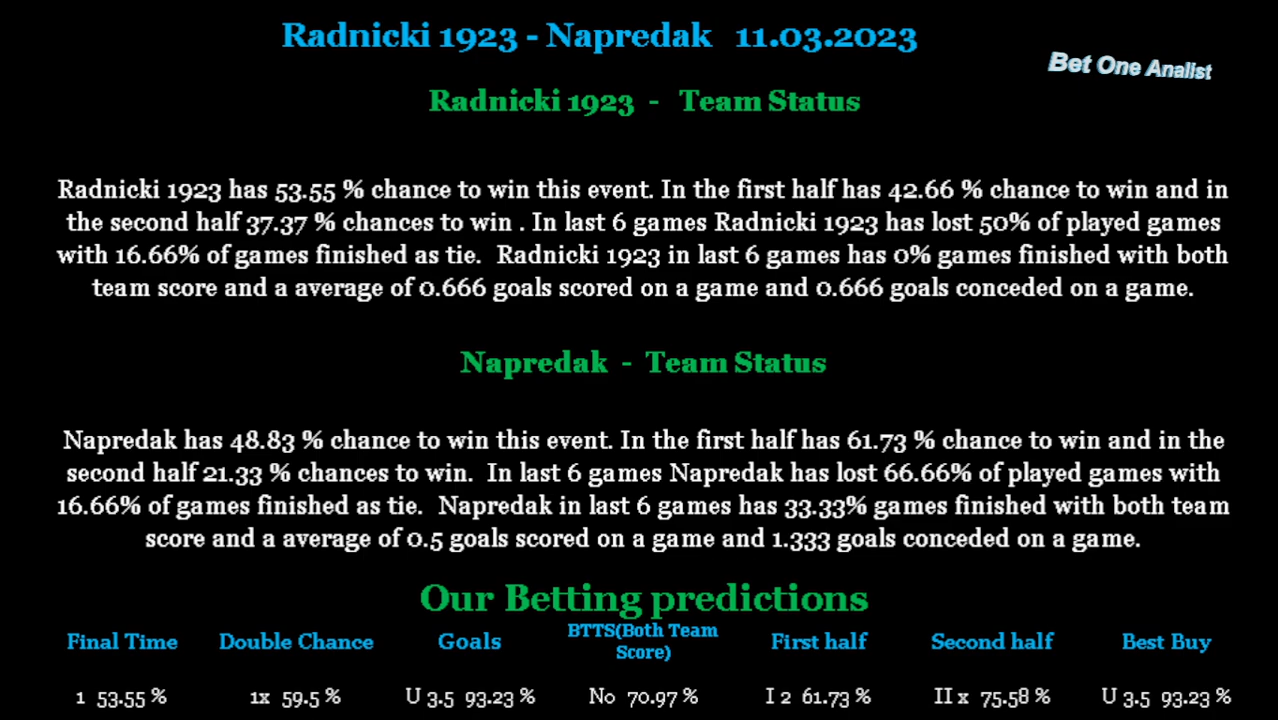 Radnicki 1923 - Napredak 11.03.2023
Bet One Analist
Radnicki 1923 - Team Status
Radnicki 1923 has 53.55 % chance to win this event. In the first half has 42.66 % chance to win and in
the second half 37.37 % chances to win . In last 6 games Radnicki 1923 has lost 50% of played games
with 16.66% of games finished as tie. Radnicki 1923 in last 6 games has 0% games finished with both
team score and a average of 0.666 goals scored on a game and 0.666 goals conceded on a game.
Napredak - Team Status
Napredak has 48.83 % chance to win this event. In the first half has 61.73 % chance to win and in the
second half 21.33 % chances to win. In last 6 games Napredak has lost 66.66% of played games with
16.66% of games finished as tie. Napredak in last 6 games has 33.33% games finished with both team
score and a average of 0.5 goals scored on a game and 1.333 goals conceded on a game.
Our Betting predictions
Final Time Double Chance Goals BTTS(Both Team Score) First half Second half Best Buy
1 53.55 % 1x 59.5 % U 3.5 93.23 % No 70.97 % I 2 61.73 % II x 75.58 % U 3.5 93.23 %